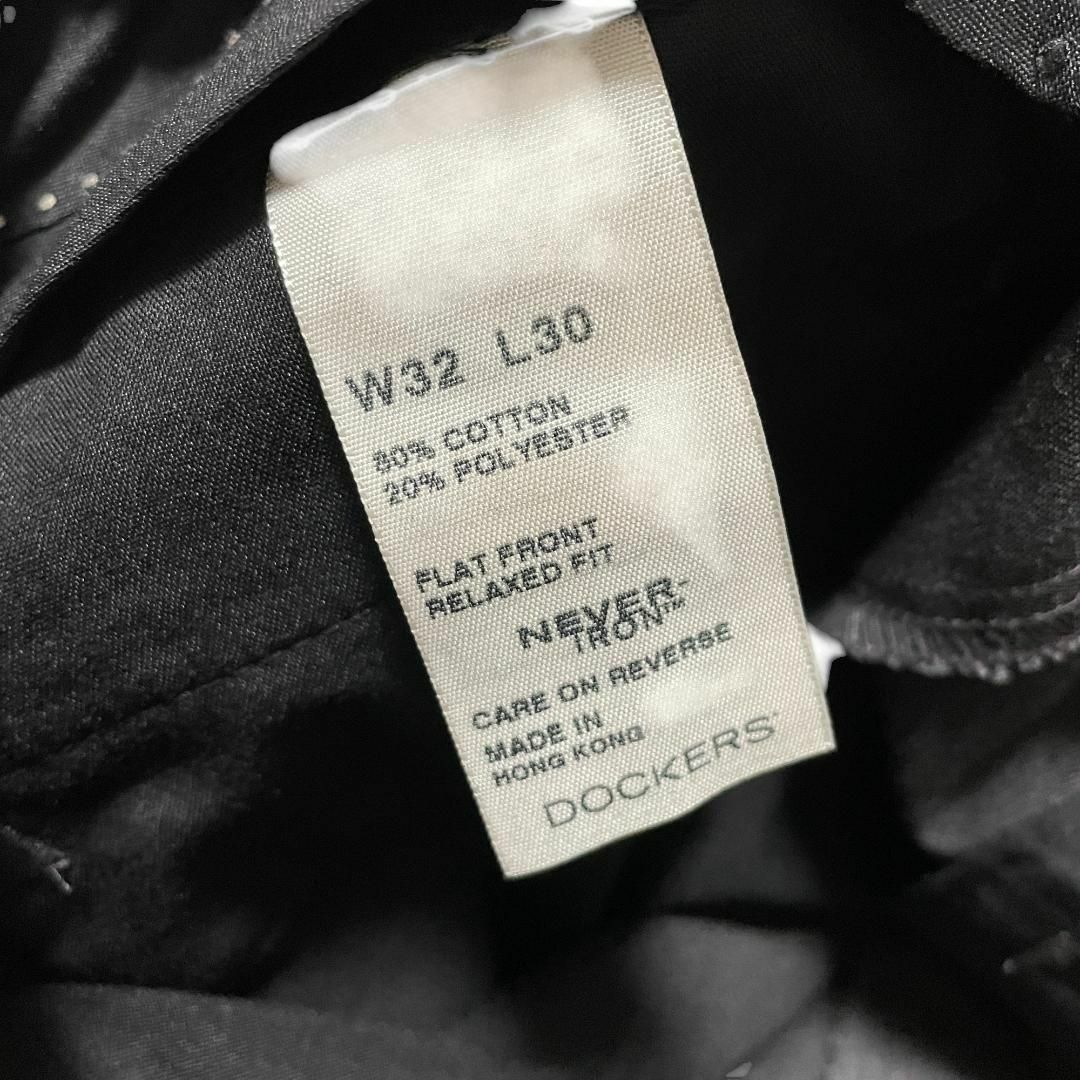 W32 L30
80% COTTON
20% POLYESTER
FLAT FRONT
RELAXED FIT
NEVER-
IRON™
CARE ON REVERSE
MADE IN
HONG KONG
DOCKERS